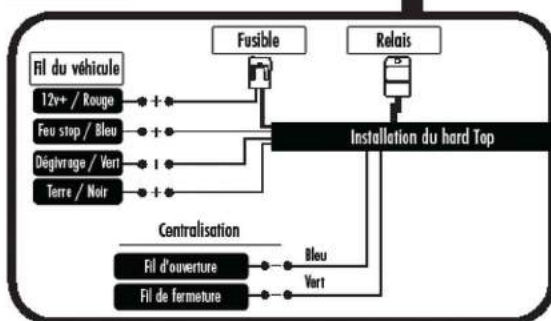 Fusible
Relais
Fil du véhicule
12v+ / Rouge
Feu stop / Bleu
Dégivrage / Vert
Terre / Noir
Installation du hard Top
Centralisation
Fil d'ouverture
Bleu
Fil de fermeture
Vert